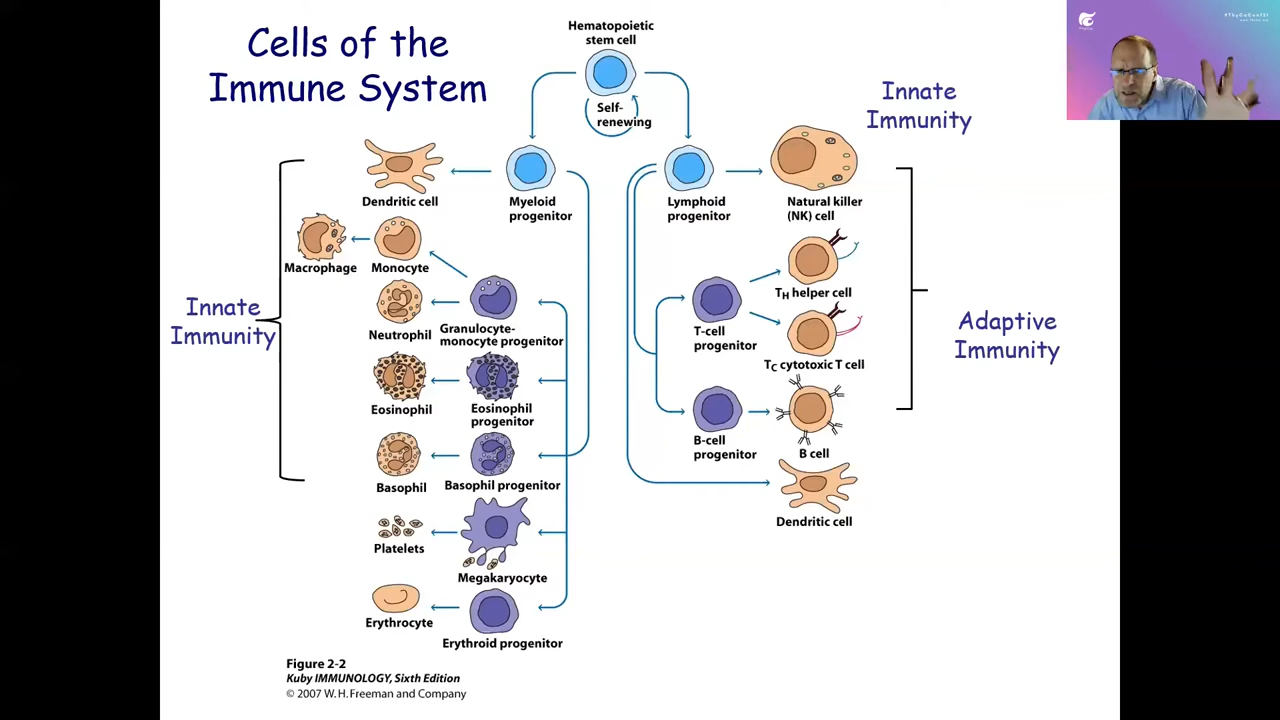 Cells of the
Immune System
Hematopoietic
stem cell
Self-
renewing
Innate
Immunity
Dendritic cell
Myeloid
progenitor
Lymphoid
progenitor
Natural killer
(NK) cell
Macrophage
Monocyte
Innate
Immunity
Neutrophil
Granulocyte-
monocyte progenitor
T-cell
progenitor
TH helper cell
TC cytotoxic T cell
Adaptive
Immunity
Eosinophil
Eosinophil
progenitor
B-cell
progenitor
B cell
Basophil
Basophil progenitor
Dendritic cell
Platelets
Megakaryocyte
Erythrocyte
Erythroid progenitor
Figure 2-2
Kuby IMMUNOLOGY, Sixth Edition
© 2007 W. H. Freeman and Company